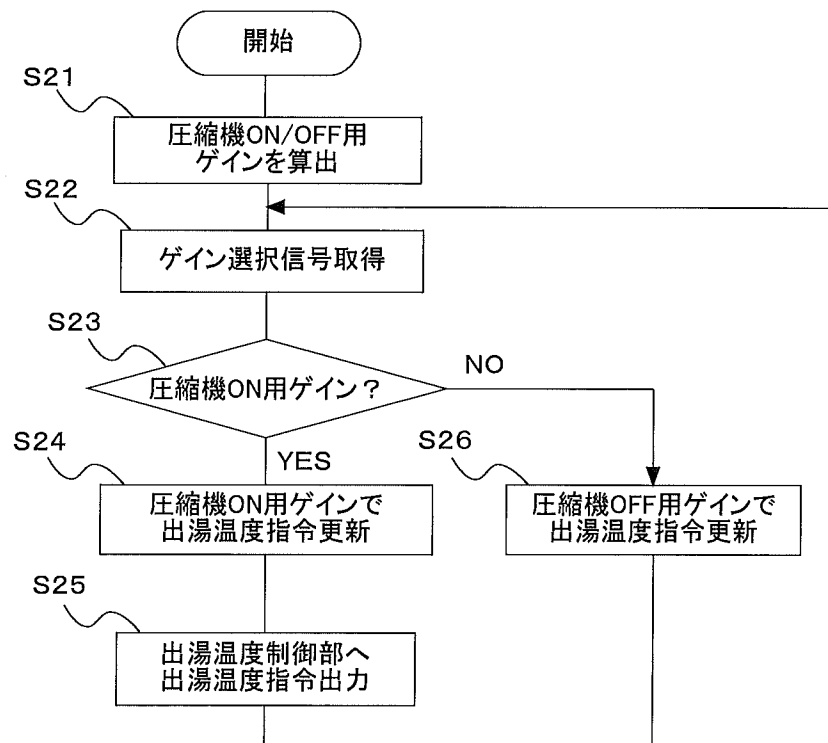 開始
S21
圧縮機ON/OFF用
ゲインを算出
S22
ゲイン選択信号取得
S23
圧縮機ON用ゲイン？
NO
YES
S24
圧縮機ON用ゲインで
出湯温度指令更新
S26
圧縮機OFF用ゲインで
出湯温度指令更新
S25
出湯温度制御部へ
出湯温度指令出力